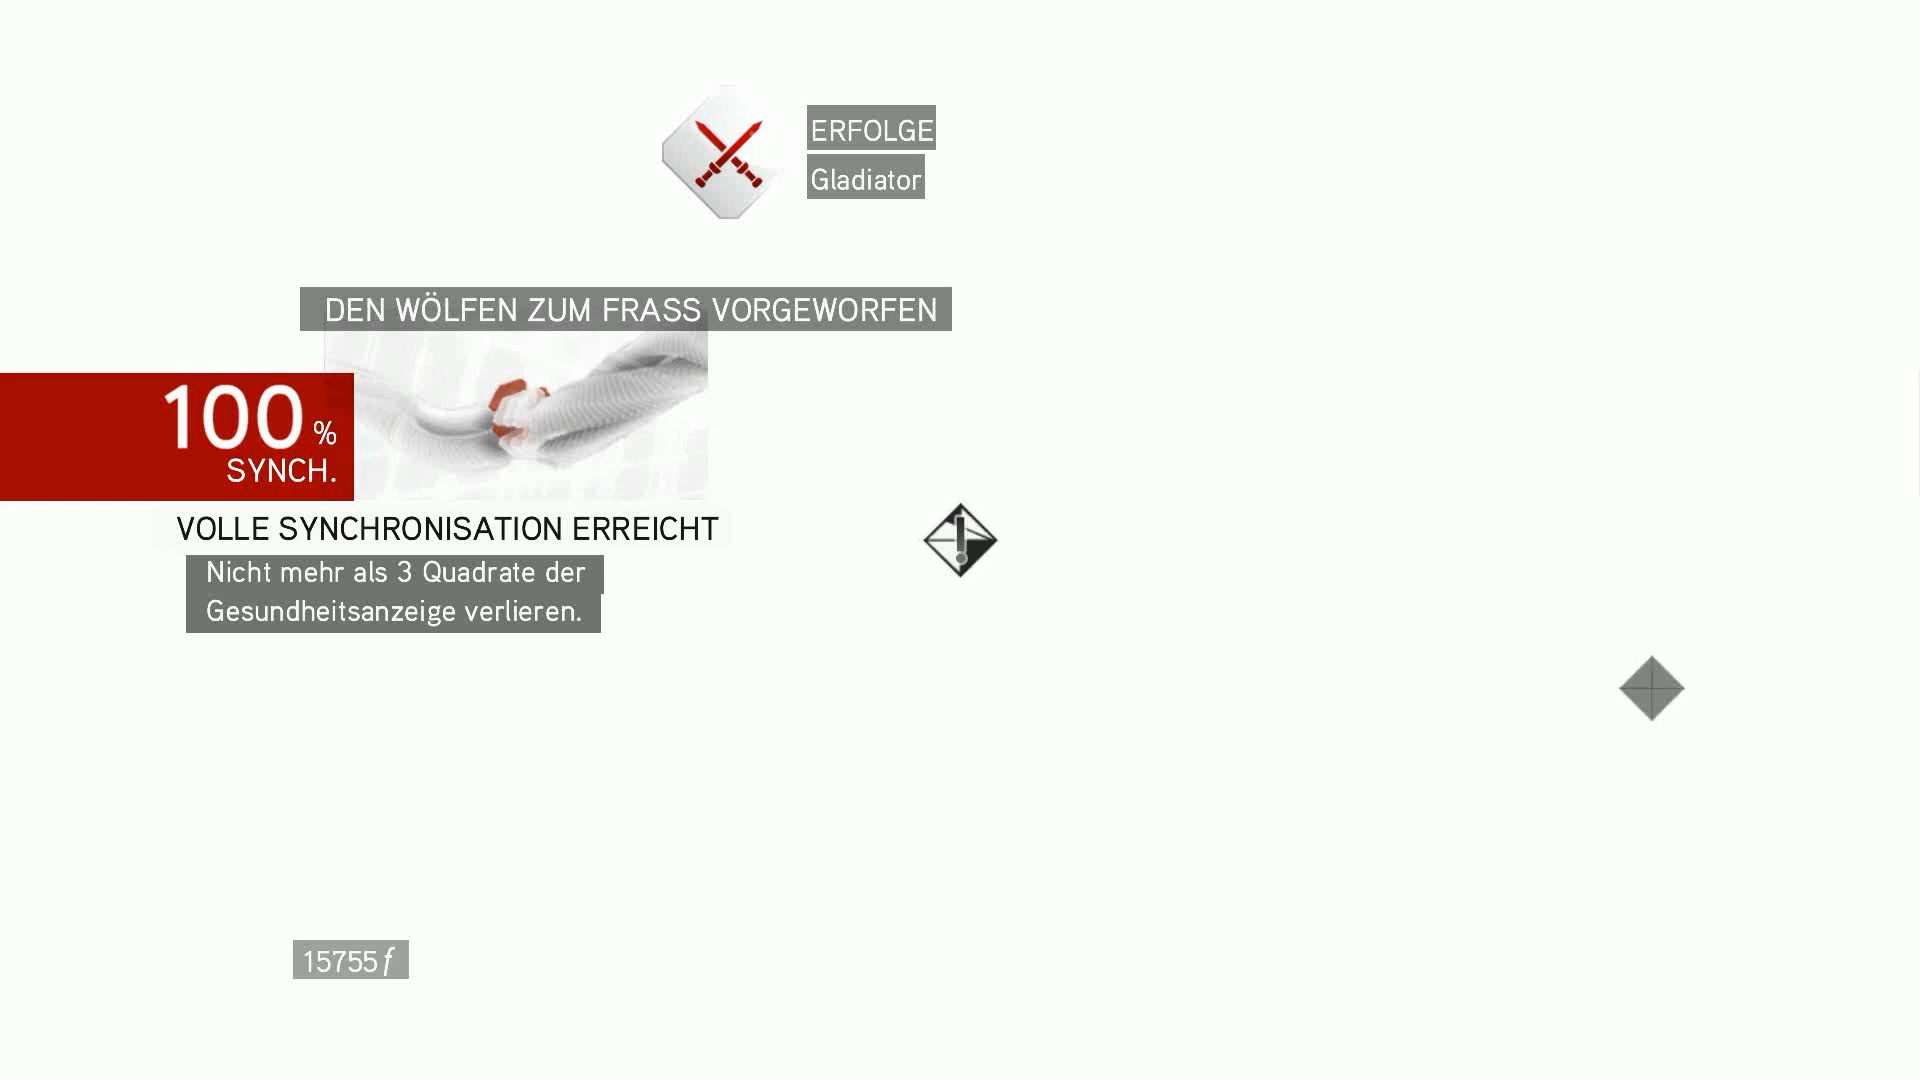 ERFOLGE
Gladiator
DEN WÖLFEN ZUM FRASS VORGEWORFEN
100 %
SYNCH.
VOLLE SYNCHRONISATION ERREICHT
Nicht mehr als 3 Quadrate der
Gesundheitsanzeige verlieren.
15755 ƒ